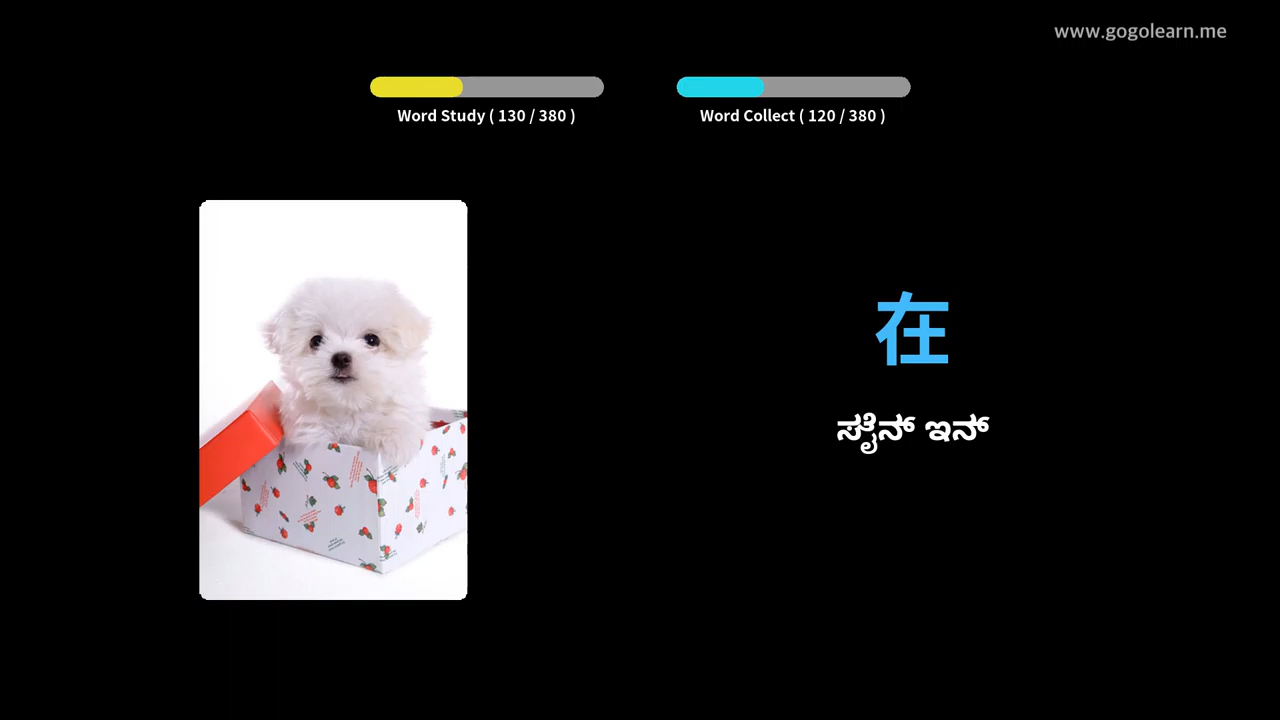 www.gogolearn.me
Word Study ( 130 / 380 )
Word Collect ( 120 / 380 )
在
ಸೈನ್ ಇನ್